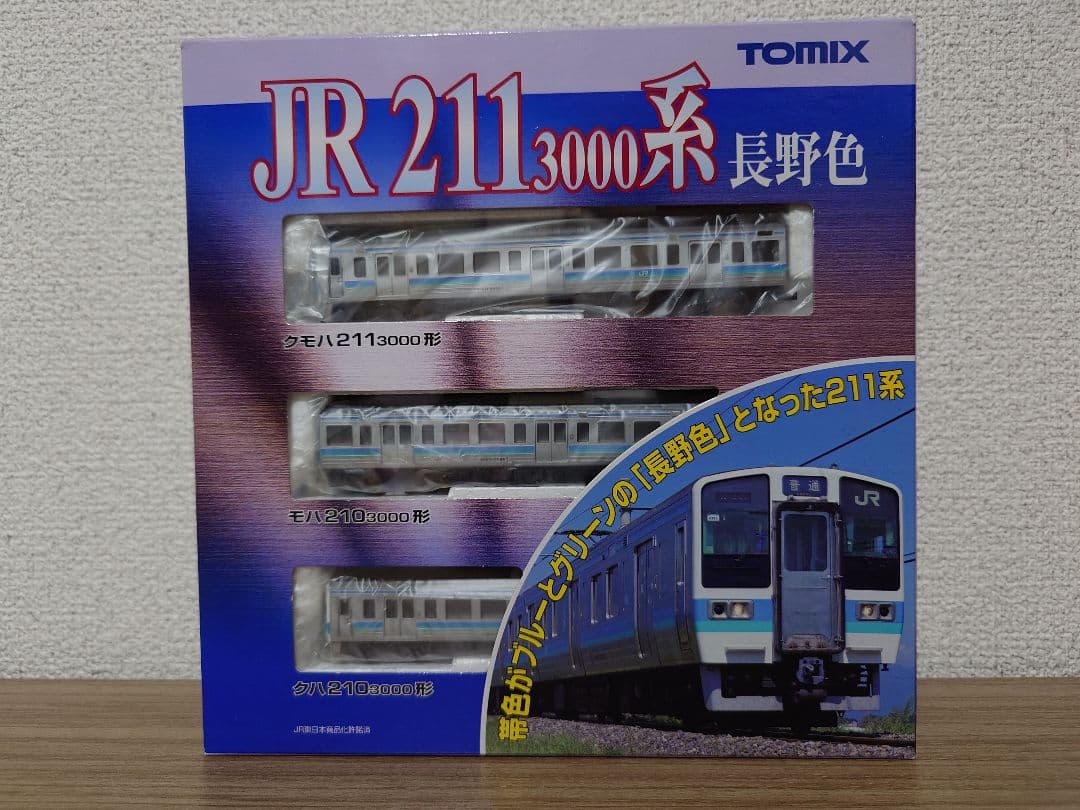 TOMIX
JR 211 3000系 長野色
クモハ211 3000形
モハ210 3000形
クハ210 3000形
帯色がブルーとグリーンの「長野色」となった211系
普通
JR
JR
JR東日本商品化許諾済